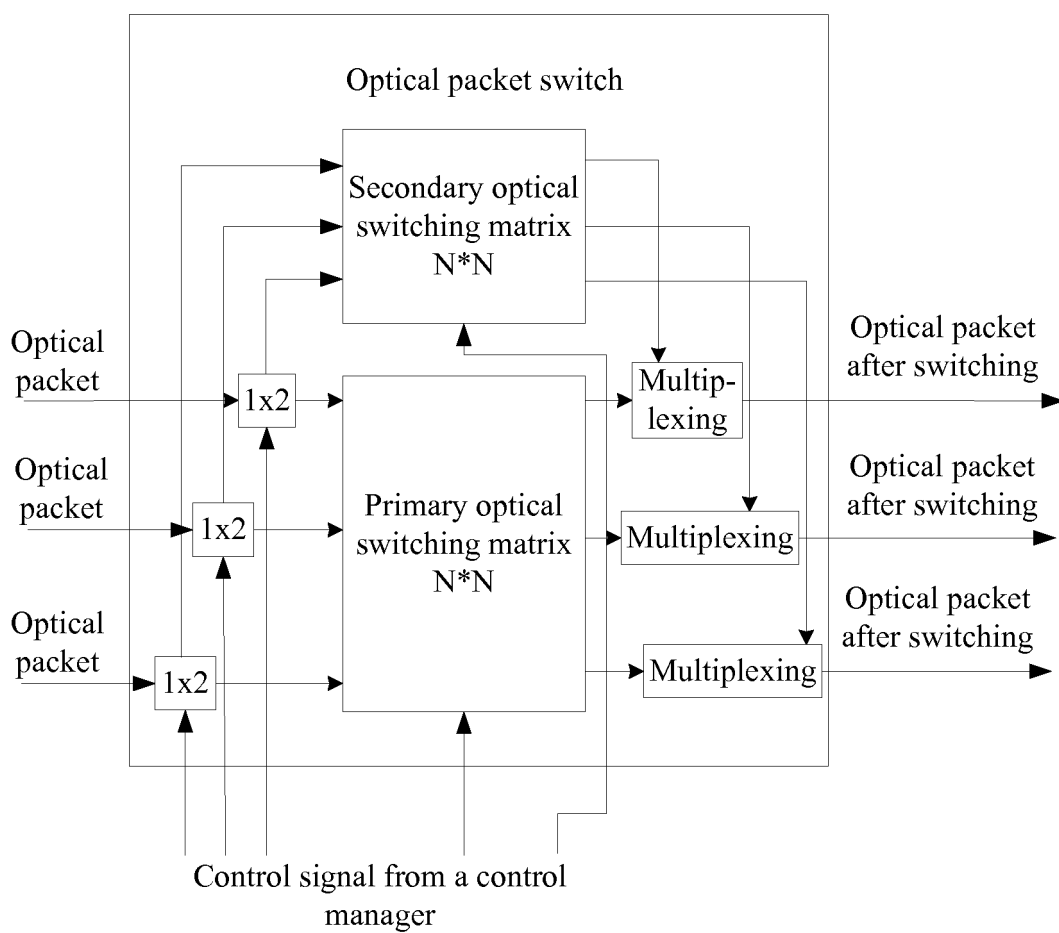 Optical packet switch
Secondary optical
switching matrix
N*N
Optical
packet
1x2
Multip-
lexing
Optical packet
after switching
Optical
packet
1x2
Primary optical
switching matrix
N*N
Multiplexing
Optical packet
after switching
Optical
packet
1x2
Multiplexing
Optical packet
after switching
Control signal from a control
manager